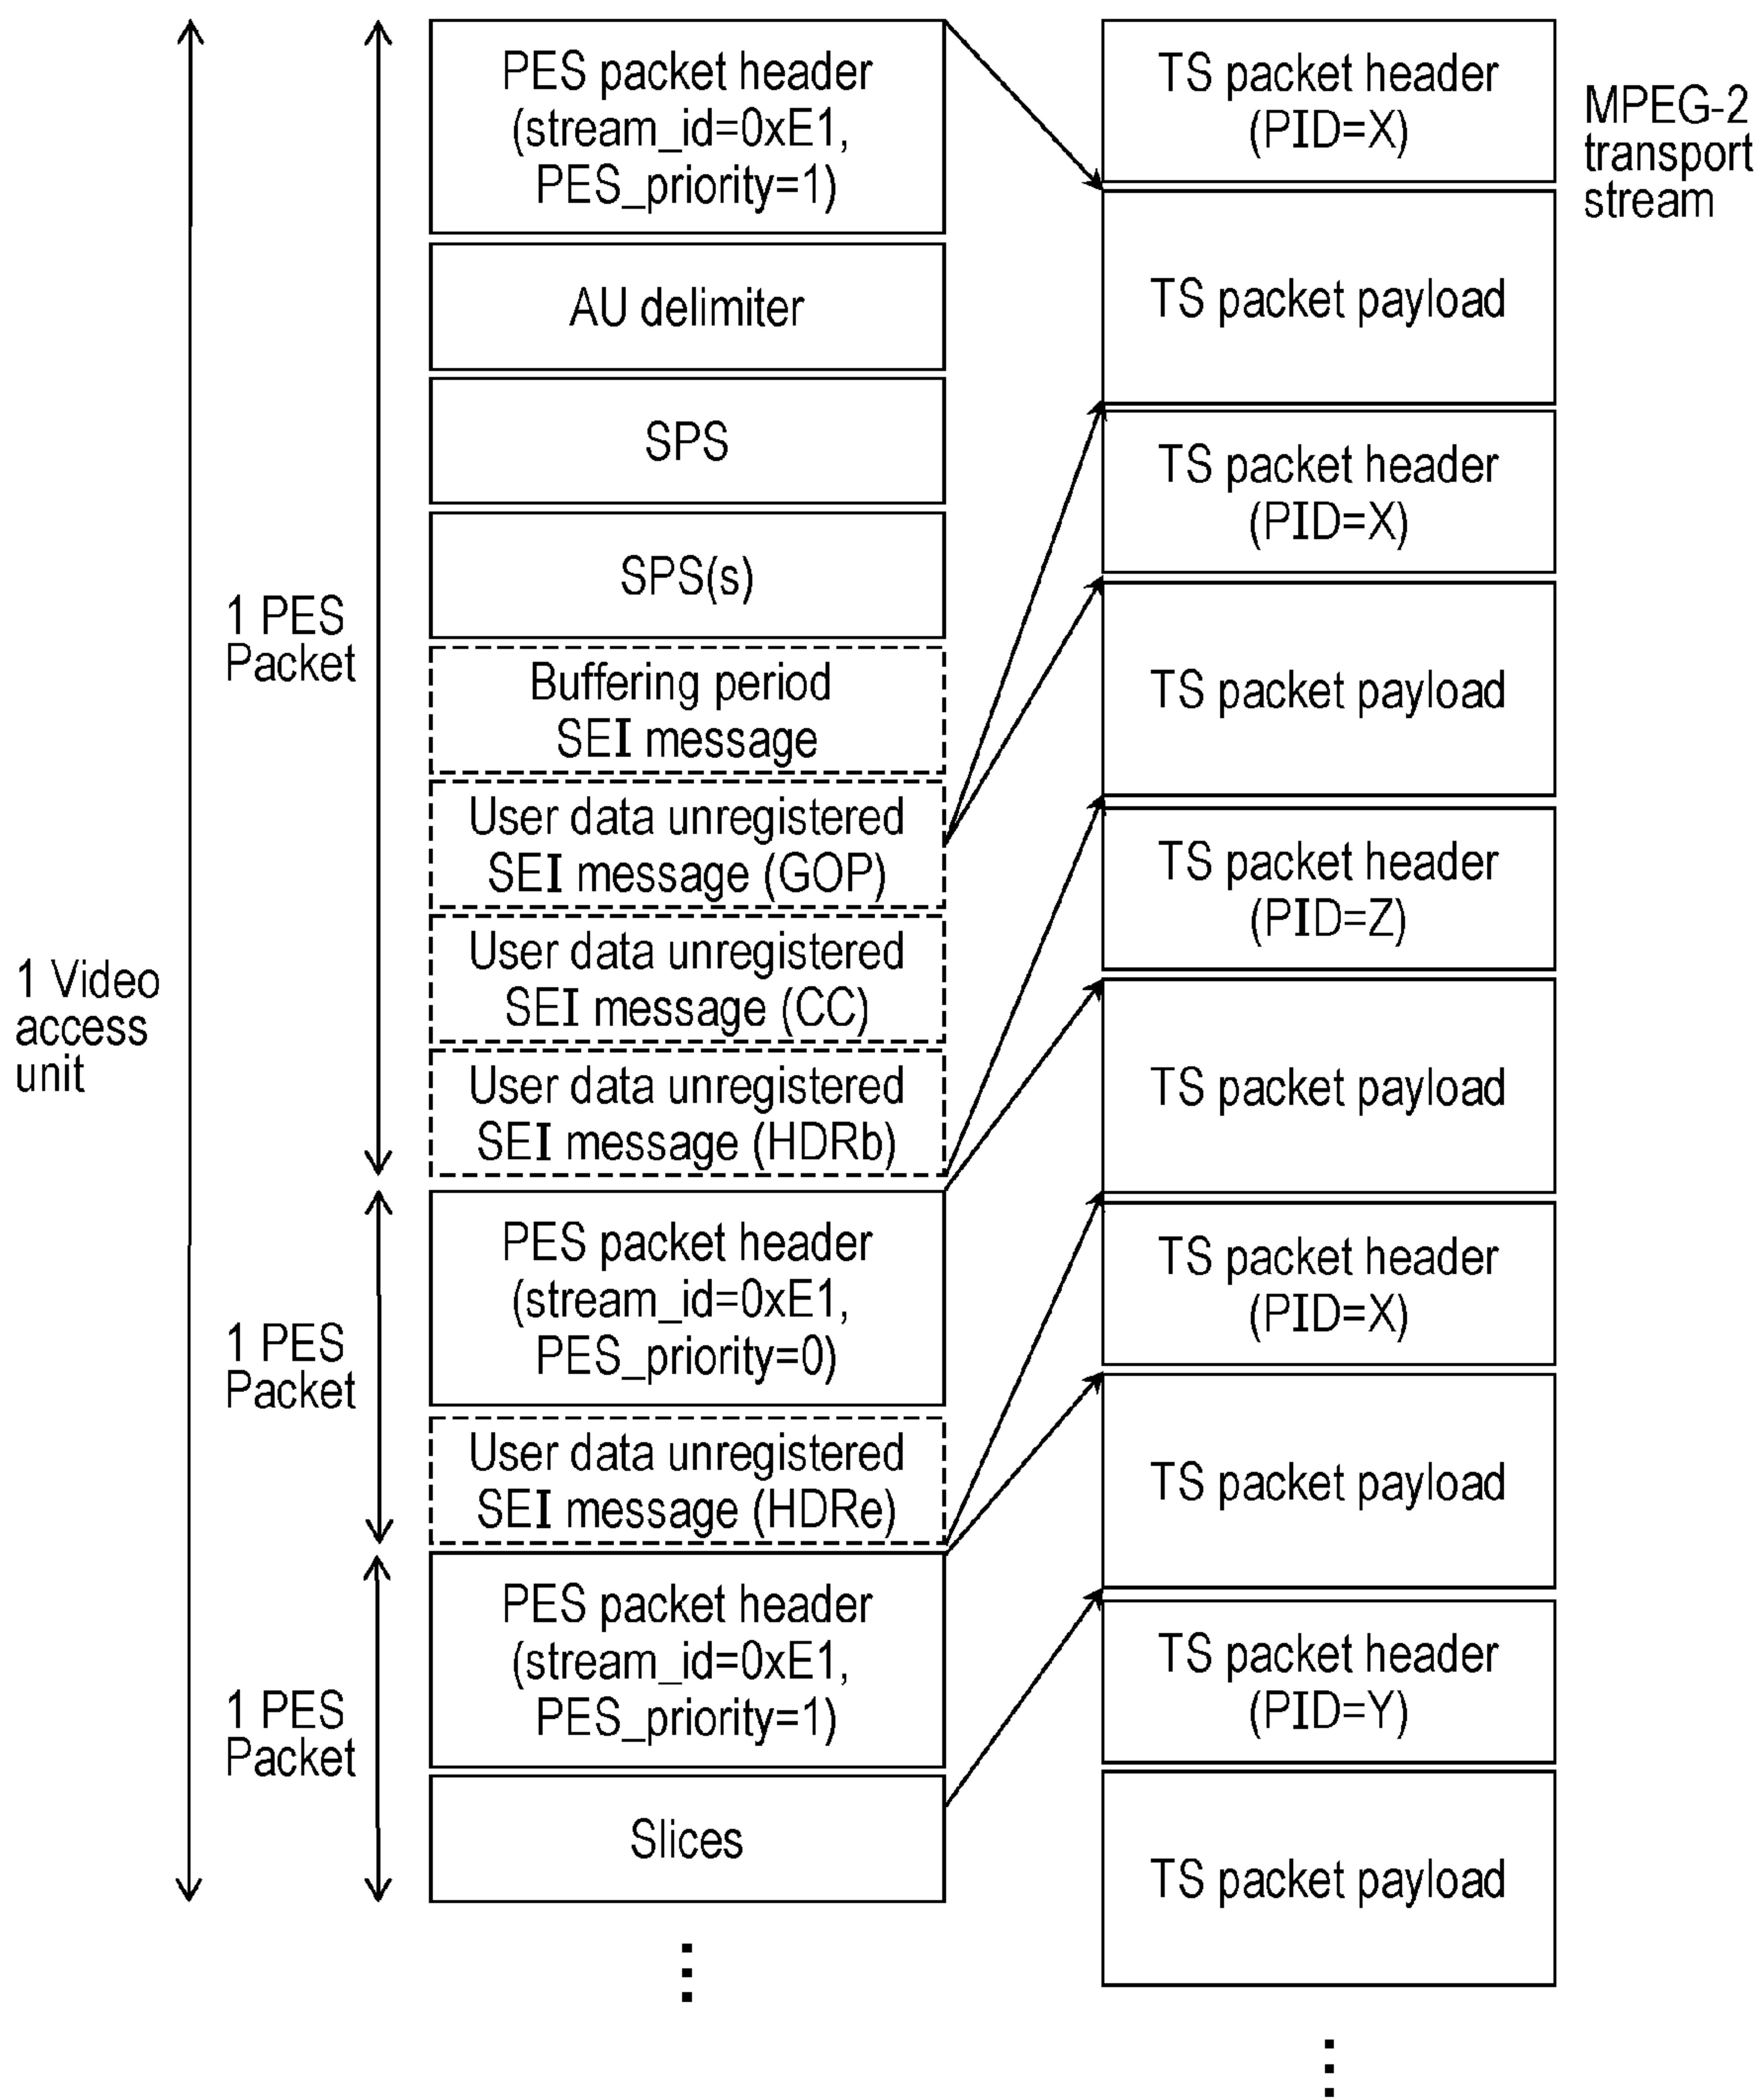 1 Video
access
unit
1 PES
Packet
1 PES
Packet
1 PES
Packet
PES packet header
(stream_id=0xE1,
PES_priority=1)
AU delimiter
SPS
SPS(s)
Buffering period
SEI message
User data unregistered
SEI message (GOP)
User data unregistered
SEI message (CC)
User data unregistered
SEI message (HDRb)
PES packet header
(stream_id=0xE1,
PES_priority=0)
User data unregistered
SEI message (HDRe)
PES packet header
(stream_id=0xE1,
PES_priority=1)
Slices
TS packet header
(PID=X)
TS packet payload
TS packet header
(PID=X)
TS packet payload
TS packet header
(PID=Z)
TS packet payload
TS packet header
(PID=X)
TS packet payload
TS packet header
(PID=Y)
TS packet payload
MPEG-2
transport
stream